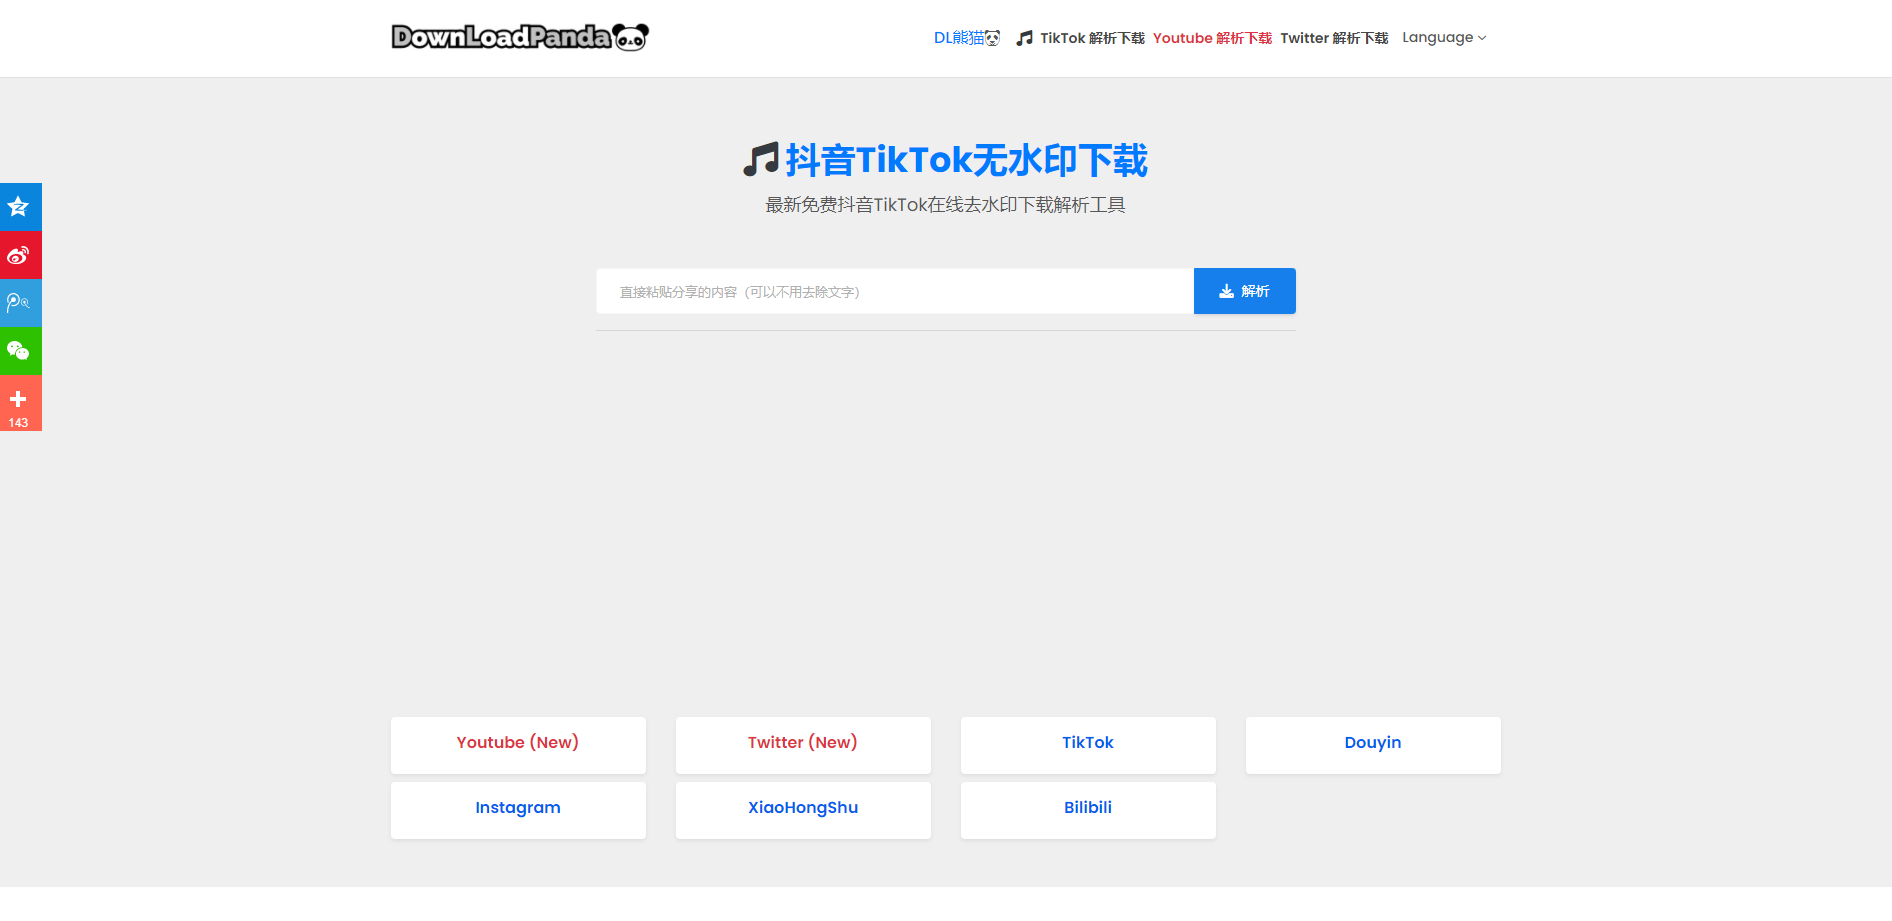 DownLoadPanda
DL熊猫🐼 TikTok 解析下载 Youtube 解析下载 Twitter 解析下载 Language
抖音TikTok无水印下载
最新免费抖音TikTok在线去水印下载解析工具
直接粘贴分享的内容（可以不用去除文字）
解析
143
Youtube (New)
Twitter (New)
TikTok
Douyin
Instagram
XiaoHongShu
Bilibili